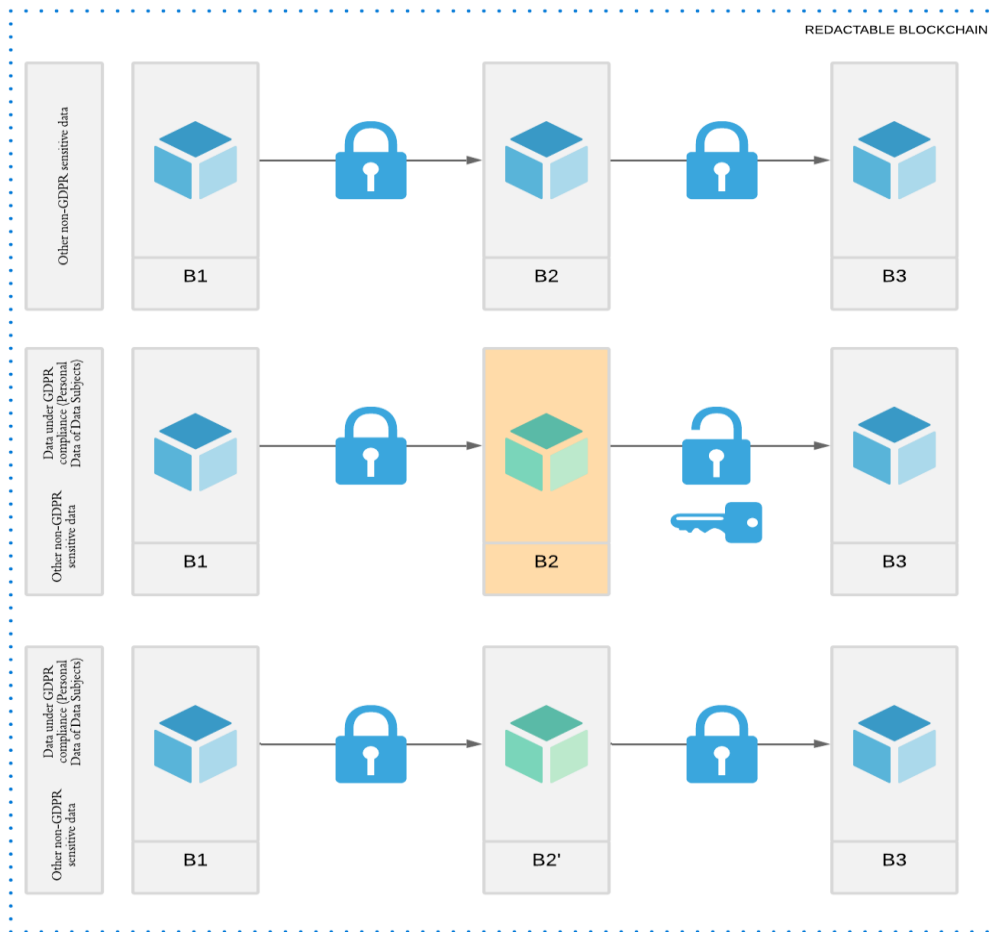 REDACTABLE BLOCKCHAIN
Other non-GDPR sensitive data
B1
B2
B3
Data under GDPR
compliance (Personal
Data of Data Subjects)
Other non-GDPR
sensitive data
B1
B2
B3
Data under GDPR
compliance (Personal
Data of Data Subjects)
Other non-GDPR
sensitive data
B1
B2'
B3